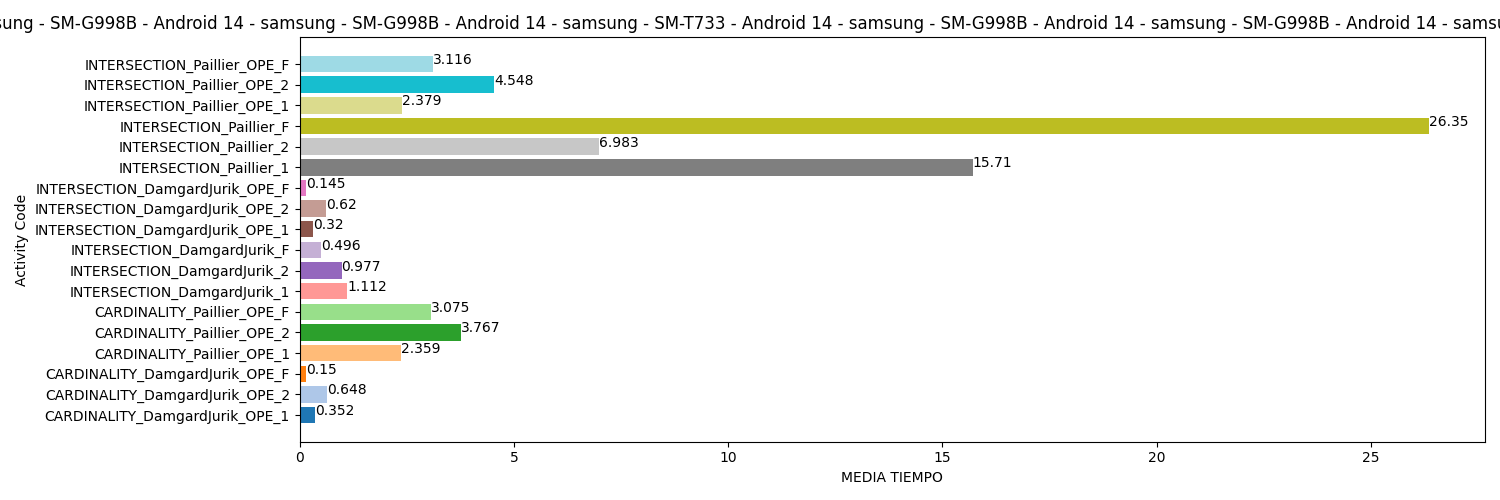 - SM-G998B - Android 14 - samsung - SM-G998B - Android 14 - samsung - SM-T733 - Android 14 - samsung - SM-G998B - Android 14 - samsung - SM-G998B - Android 14 -
INTERSECTION_Paillier_OPE_F 3.116
INTERSECTION_Paillier_OPE_2 4.548
INTERSECTION_Paillier_OPE_1 2.379
INTERSECTION_Paillier_F 26.35
INTERSECTION_Paillier_2 6.983
INTERSECTION_Paillier_1 15.71
INTERSECTION_DamgardJurik_OPE_F 0.145
INTERSECTION_DamgardJurik_OPE_2 0.62
INTERSECTION_DamgardJurik_OPE_1 0.32
INTERSECTION_DamgardJurik_F 0.496
INTERSECTION_DamgardJurik_2 0.977
INTERSECTION_DamgardJurik_1 1.112
CARDINALITY_Paillier_OPE_F 3.075
CARDINALITY_Paillier_OPE_2 3.767
CARDINALITY_Paillier_OPE_1 2.359
CARDINALITY_DamgardJurik_OPE_F 0.15
CARDINALITY_DamgardJurik_OPE_2 0.648
CARDINALITY_DamgardJurik_OPE_1 0.352
Activity Code
0 5 10 15 20 25
MEDIA TIEMPO